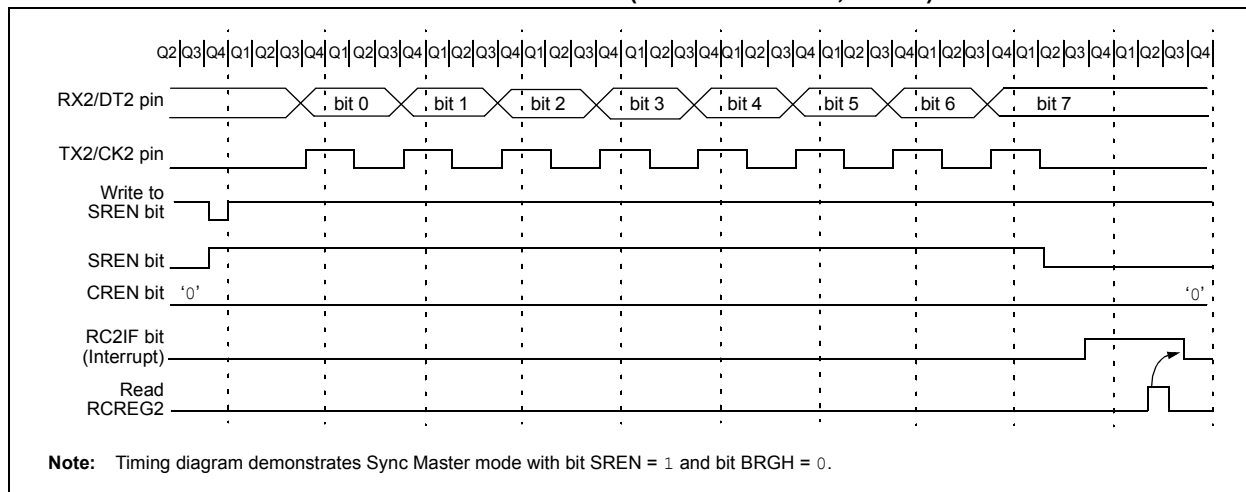 Q2 Q3 Q4 Q1 Q2 Q3 Q4 Q1 Q2 Q3 Q4 Q1 Q2 Q3 Q4 Q1 Q2 Q3 Q4 Q1 Q2 Q3 Q4 Q1 Q2 Q3 Q4 Q1 Q2 Q3 Q4 Q1 Q2 Q3 Q4 Q1 Q2 Q3 Q4 Q1 Q2 Q3 Q4
RX2/DT2 pin
bit 0 bit 1 bit 2 bit 3 bit 4 bit 5 bit 6 bit 7
TX2/CK2 pin
Write to
SREN bit
SREN bit
CREN bit '0' '0'
RC2IF bit
(Interrupt)
Read
RCREG2
Note: Timing diagram demonstrates Sync Master mode with bit SREN = 1 and bit BRGH = 0.